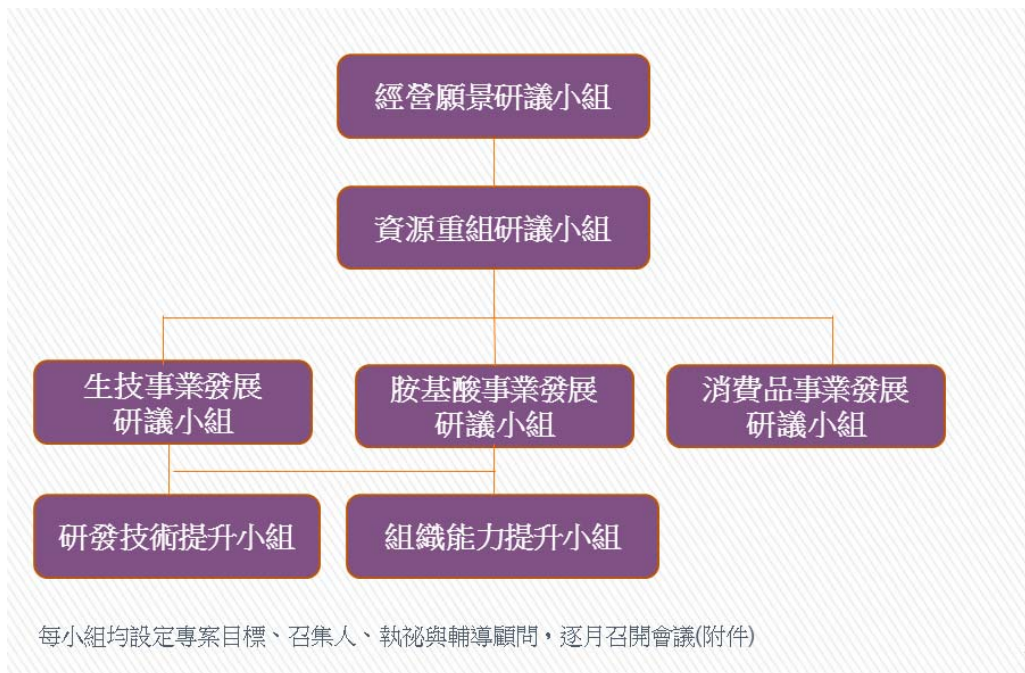 經營願景研議小組
資源重組研議小組
生技事業發展
研議小組
胺基酸事業發展
研議小組
消費品事業發展
研議小組
研發技術提升小組
組織能力提升小組
每小組均設定專案目標、召集人、執祕與輔導顧問，逐月召開會議(附件)